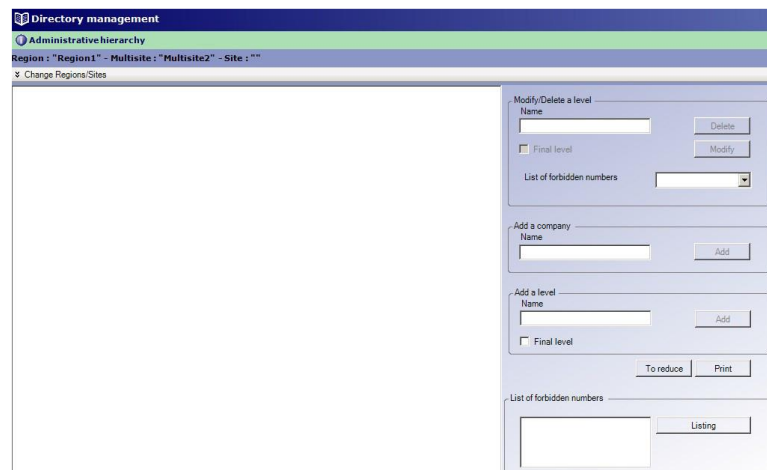 Directory management
Administrative hierarchy
Region : "Region1" - Multisite : "Multisite2" - Site : ""
Change Regions/Sites
Modify/Delete a level
Name
Delete
Final level
Modify
List of forbidden numbers
Add a company
Name
Add
Add a level
Name
Add
Final level
To reduce
Print
List of forbidden numbers
Listing